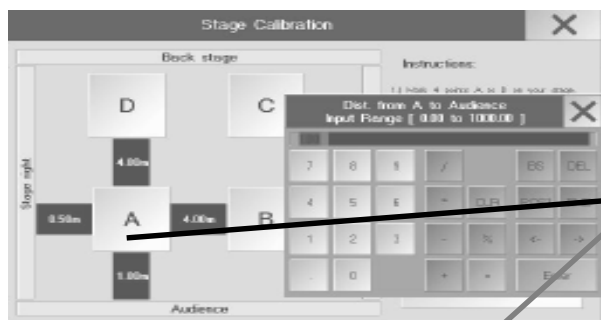 Stage Calibration
Back stage
Instructions:
D
C
Dist. from A to Audience
Input Range [ 0.00 to 1000.00 ]
Stage right
4.00m
7 8 9 / BS DEL
0.50m
A
4.00m
B
4 5 6 * CLR
1 2 3 - % <- ->
1.00m
. 0 + = Enter
Audience